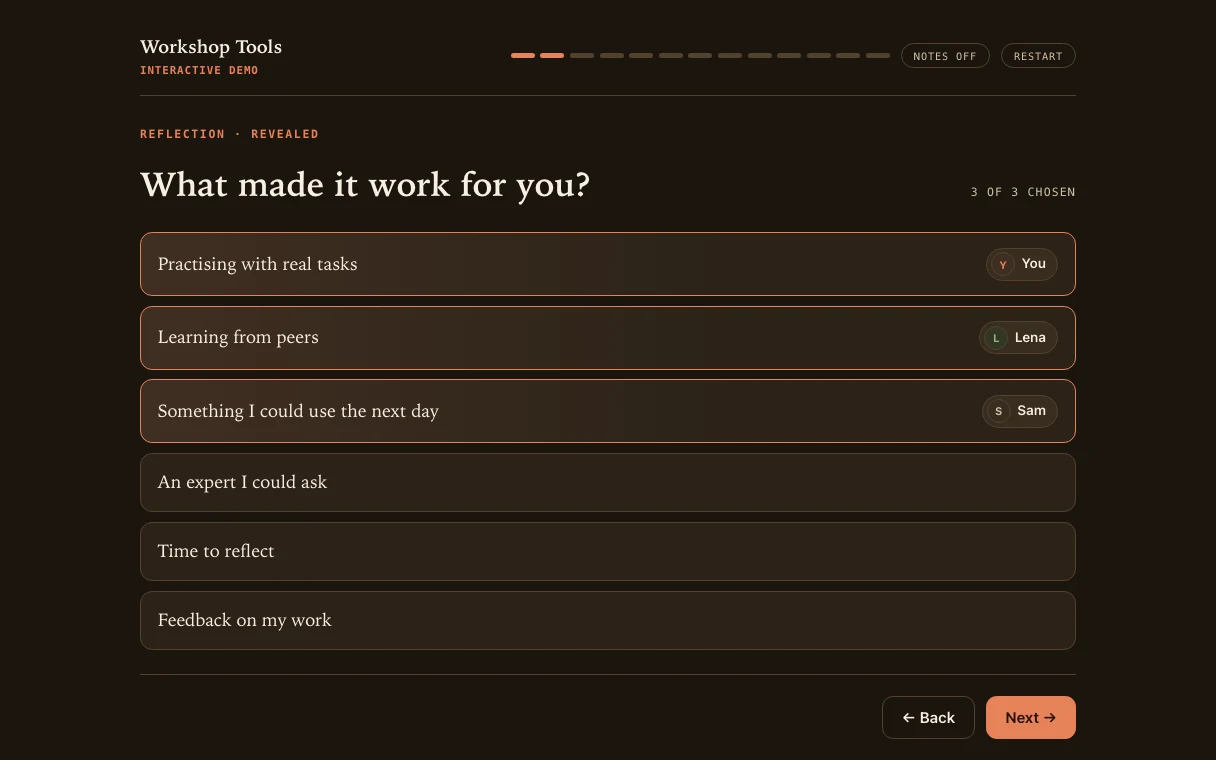 Workshop Tools
INTERACTIVE DEMO
NOTES OFF
RESTART
REFLECTION · REVEALED
What made it work for you?
3 OF 3 CHOSEN
Practising with real tasks
Y You
Learning from peers
L Lena
Something I could use the next day
S Sam
An expert I could ask
Time to reflect
Feedback on my work
← Back
Next →